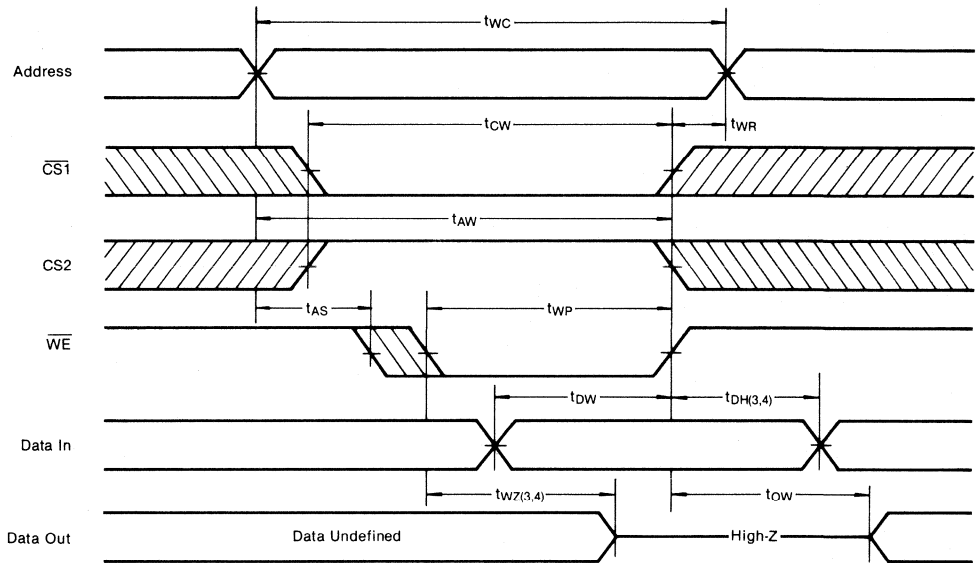 tWC
Address
tCW
tWR
CS1
tAW
CS2
tAS
tWP
WE
tDW
tDH(3,4)
Data In
tWZ(3,4)
tOW
Data Out
Data Undefined
High-Z